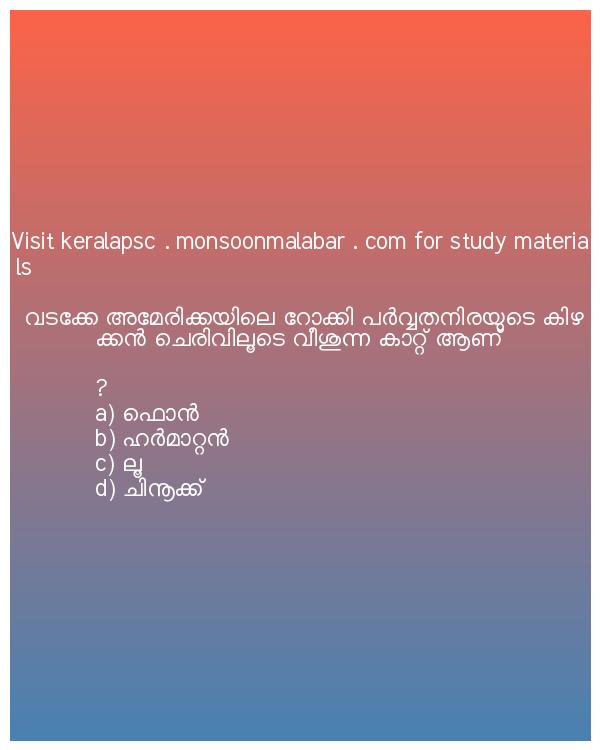 Visit keralapsc . monsoonmalabar . com for study materia
ls
വടക്കേ അമേരിക്കയിലെ റോക്കി പർവ്വതനിരയുടെ കിഴ
ക്കൻ ചെരിവിലൂടെ വീശുന്ന കാറ്റ് ആണ്
?
a) ഫൊൻ
b) ഹർമാറ്റൻ
c) ലൂ
d) ചിനൂക്ക്